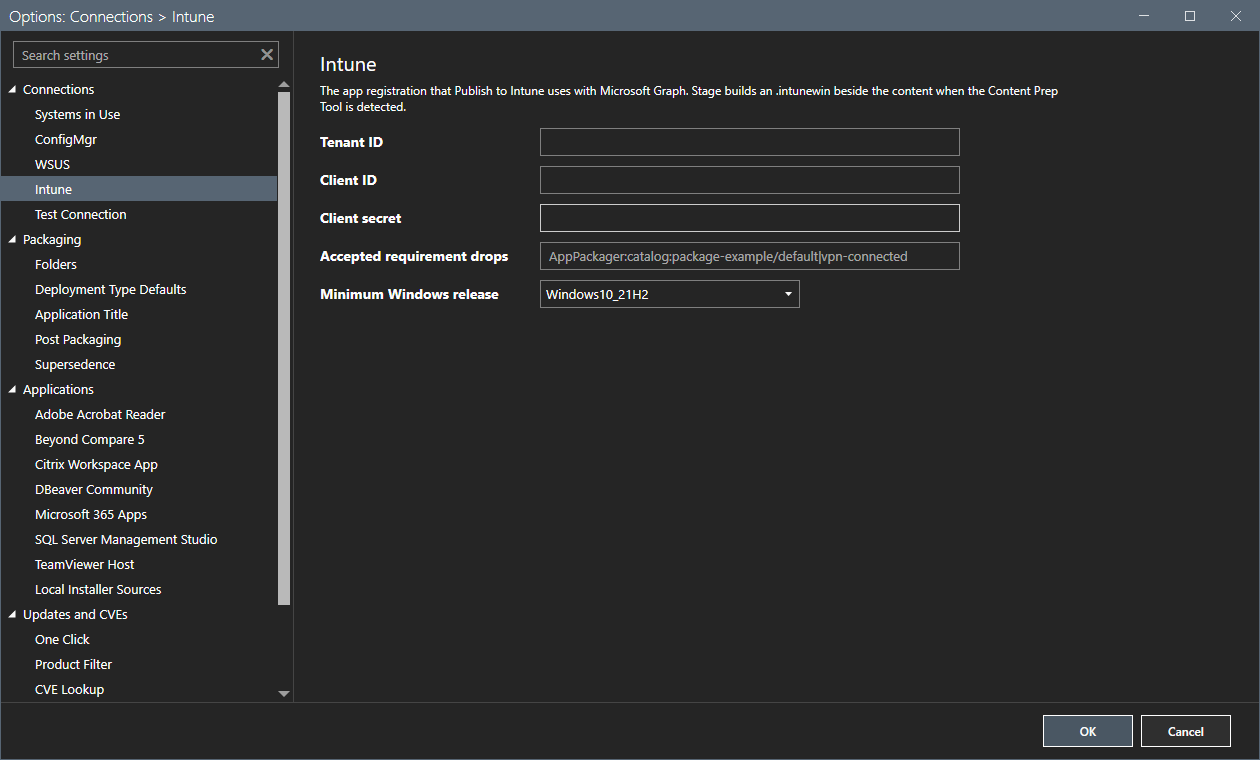 Options: Connections > Intune
Search settings
Connections
Systems in Use
ConfigMgr
WSUS
Intune
Test Connection
Packaging
Folders
Deployment Type Defaults
Application Title
Post Packaging
Supersedence
Applications
Adobe Acrobat Reader
Beyond Compare 5
Citrix Workspace App
DBeaver Community
Microsoft 365 Apps
SQL Server Management Studio
TeamViewer Host
Local Installer Sources
Updates and CVEs
One Click
Product Filter
CVE Lookup
Intune
The app registration that Publish to Intune uses with Microsoft Graph. Stage builds an .intunewin beside the content when the Content Prep
Tool is detected.
Tenant ID
Client ID
Client secret
Accepted requirement drops AppPackager:catalog:package-example/default|vpn-connected
Minimum Windows release Windows10_21H2
OK Cancel